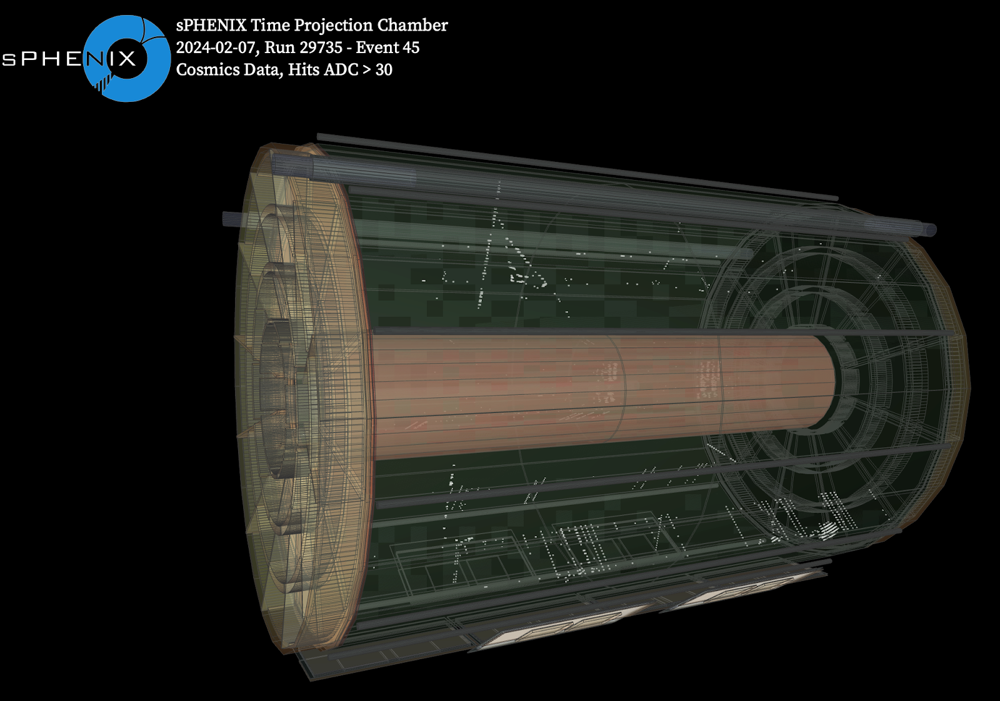 sPHENIX
sPHENIX Time Projection Chamber
2024-02-07, Run 29735 - Event 45
Cosmics Data, Hits ADC > 30